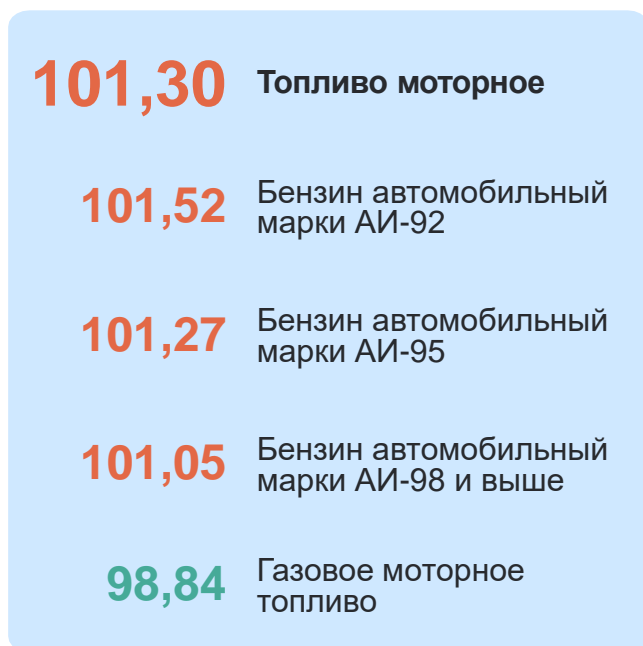 101,30 Топливо моторное
101,52 Бензин автомобильный
марки АИ-92
101,27 Бензин автомобильный
марки АИ-95
101,05 Бензин автомобильный
марки АИ-98 и выше
98,84 Газовое моторное
топливо